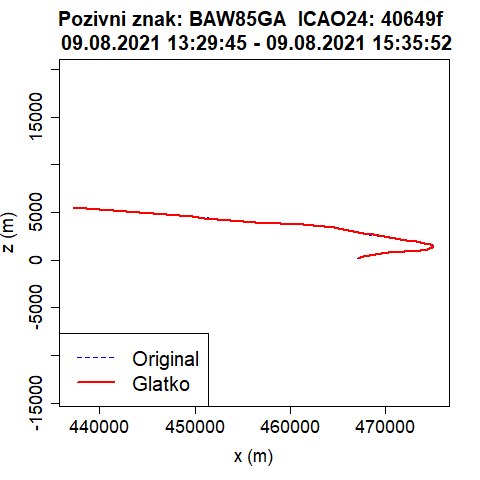 Pozivni znak: BAW85GA  ICAO24: 40649f
09.08.2021 13:29:45 - 09.08.2021 15:35:52
15000
5000
0
-5000
-15000
z (m)
Original
Glatko
440000 450000 460000 470000
x (m)